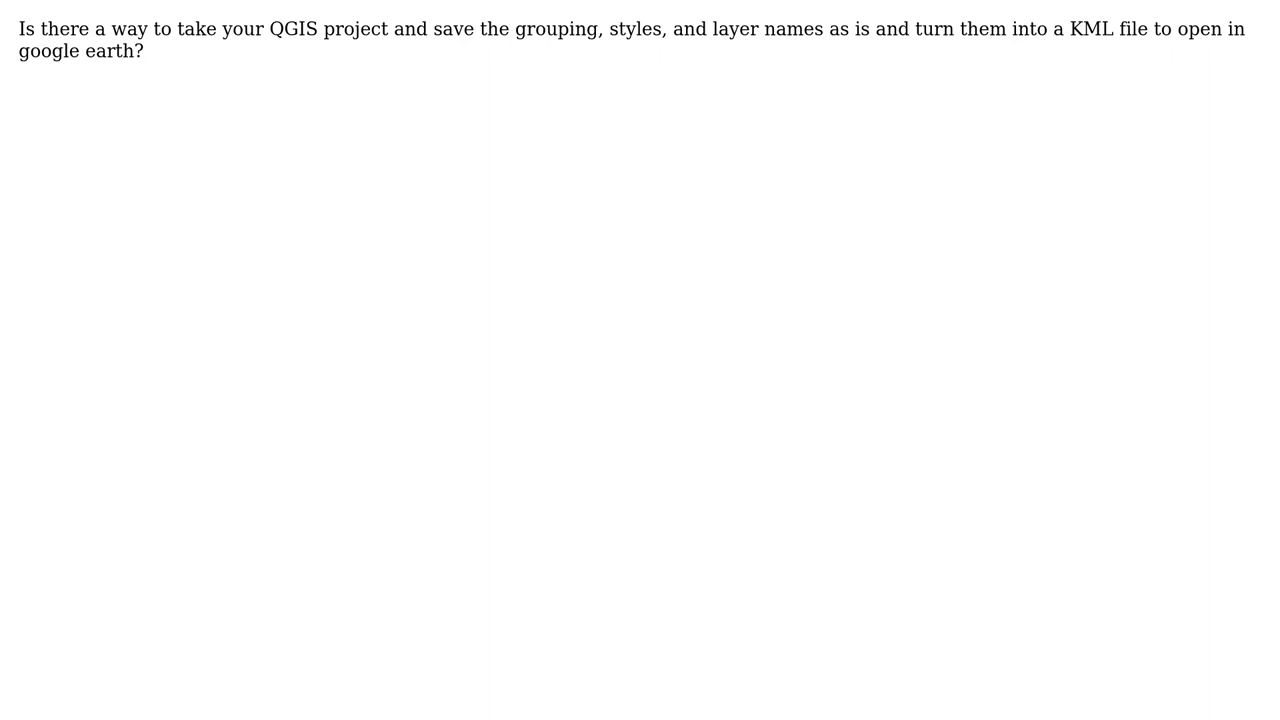 Is there a way to take your QGIS project and save the grouping, styles, and layer names as is and turn them into a KML file to open in
google earth?